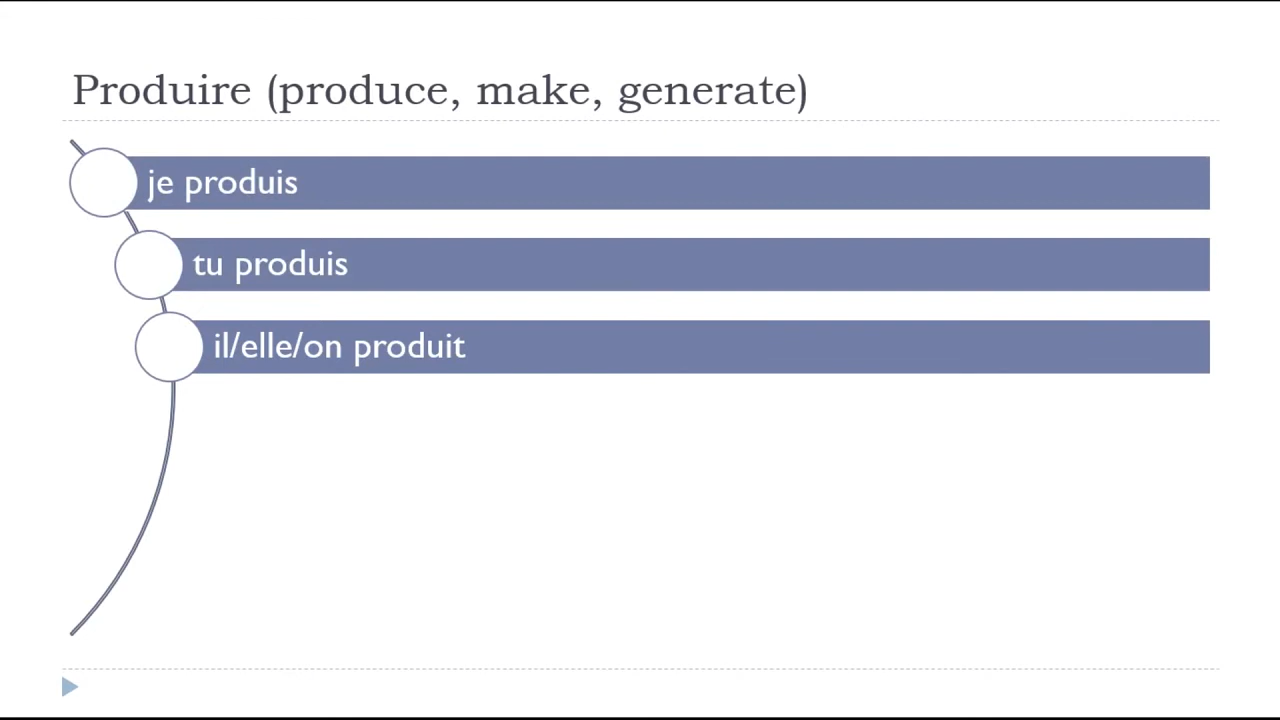 Produire (produce, make, generate)
je produis
tu produis
il/elle/on produit